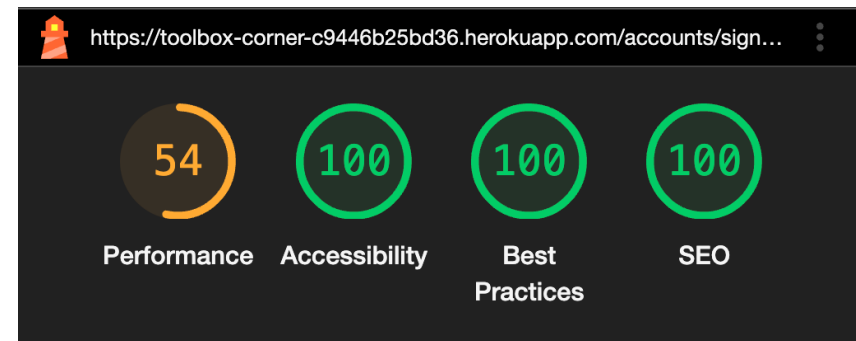 https://toolbox-corner-c9446b25bd36.herokuapp.com/accounts/sign...
54 100 100 100
Performance Accessibility Best Practices SEO